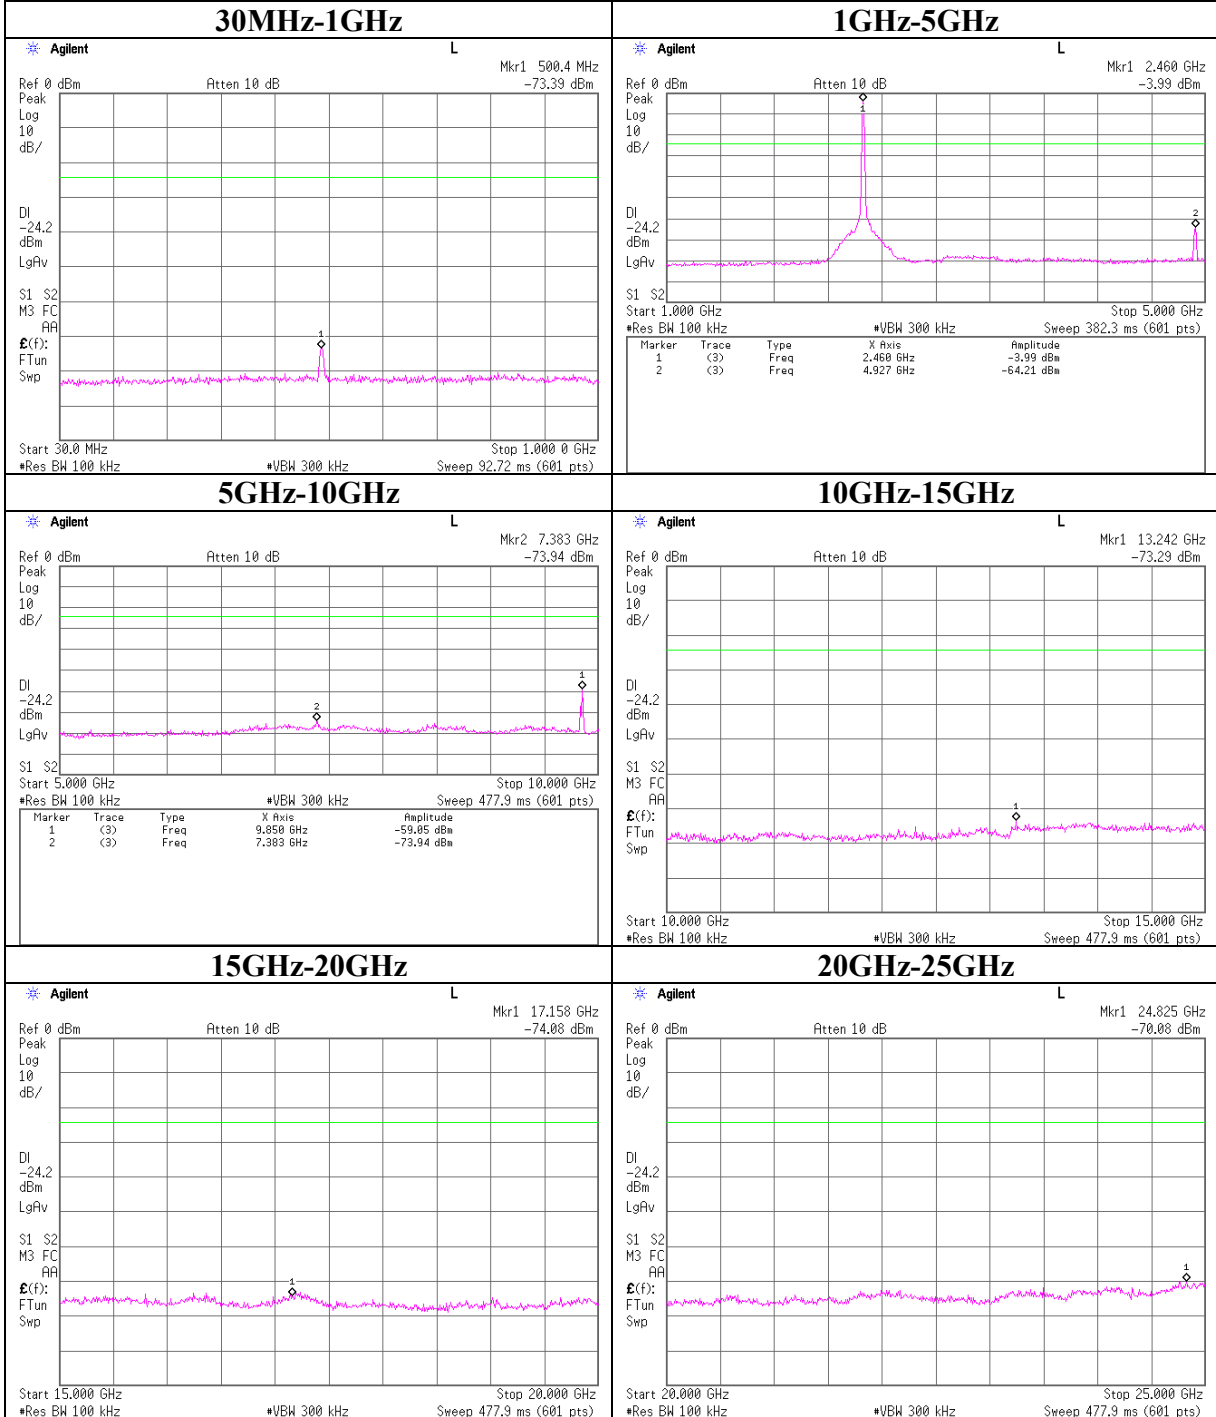 30MHz-1GHz
Agilent L
Mkr1 500.4 MHz
Ref 0 dBm Atten 10 dB -73.39 dBm
Peak
Log
10
dB/
DI
-24.2
dBm
LgAv
S1 S2
M3 FC
AA
£(f):
FTun
Swp
1
Start 30.0 MHz Stop 1.000 0 GHz
#Res BW 100 kHz #VBW 300 kHz Sweep 92.72 ms (601 pts)
1GHz-5GHz
Agilent L
Mkr1 2.460 GHz
Ref 0 dBm Atten 10 dB -3.99 dBm
Peak
Log
10
dB/
1
DI
-24.2
dBm
LgAv
2
S1 S2
Start 1.000 GHz Stop 5.000 GHz
#Res BW 100 kHz #VBW 300 kHz Sweep 382.3 ms (601 pts)
Marker Trace Type X Axis Amplitude
1 (3) Freq 2.460 GHz -3.99 dBm
2 (3) Freq 4.927 GHz -64.21 dBm
5GHz-10GHz
Agilent L
Mkr2 7.383 GHz
Ref 0 dBm Atten 10 dB -73.94 dBm
Peak
Log
10
dB/
1
DI
-24.2
dBm
2
LgAv
S1 S2
Start 5.000 GHz Stop 10.000 GHz
#Res BW 100 kHz #VBW 300 kHz Sweep 477.9 ms (601 pts)
Marker Trace Type X Axis Amplitude
1 (3) Freq 9.850 GHz -59.05 dBm
2 (3) Freq 7.383 GHz -73.94 dBm
10GHz-15GHz
Agilent L
Mkr1 13.242 GHz
Ref 0 dBm Atten 10 dB -73.29 dBm
Peak
Log
10
dB/
DI
-24.2
dBm
LgAv
S1 S2
M3 FC
AA
£(f):
FTun
Swp
1
Start 10.000 GHz Stop 15.000 GHz
#Res BW 100 kHz #VBW 300 kHz Sweep 477.9 ms (601 pts)
15GHz-20GHz
Agilent L
Mkr1 17.158 GHz
Ref 0 dBm Atten 10 dB -74.08 dBm
Peak
Log
10
dB/
DI
-24.2
dBm
LgAv
S1 S2
M3 FC
AA
£(f):
FTun
Swp
1
Start 15.000 GHz Stop 20.000 GHz
#Res BW 100 kHz #VBW 300 kHz Sweep 477.9 ms (601 pts)
20GHz-25GHz
Agilent L
Mkr1 24.825 GHz
Ref 0 dBm Atten 10 dB -70.08 dBm
Peak
Log
10
dB/
DI
-24.2
dBm
LgAv
S1 S2
M3 FC
AA
£(f):
FTun
Swp
1
Start 20.000 GHz Stop 25.000 GHz
#Res BW 100 kHz #VBW 300 kHz Sweep 477.9 ms (601 pts)